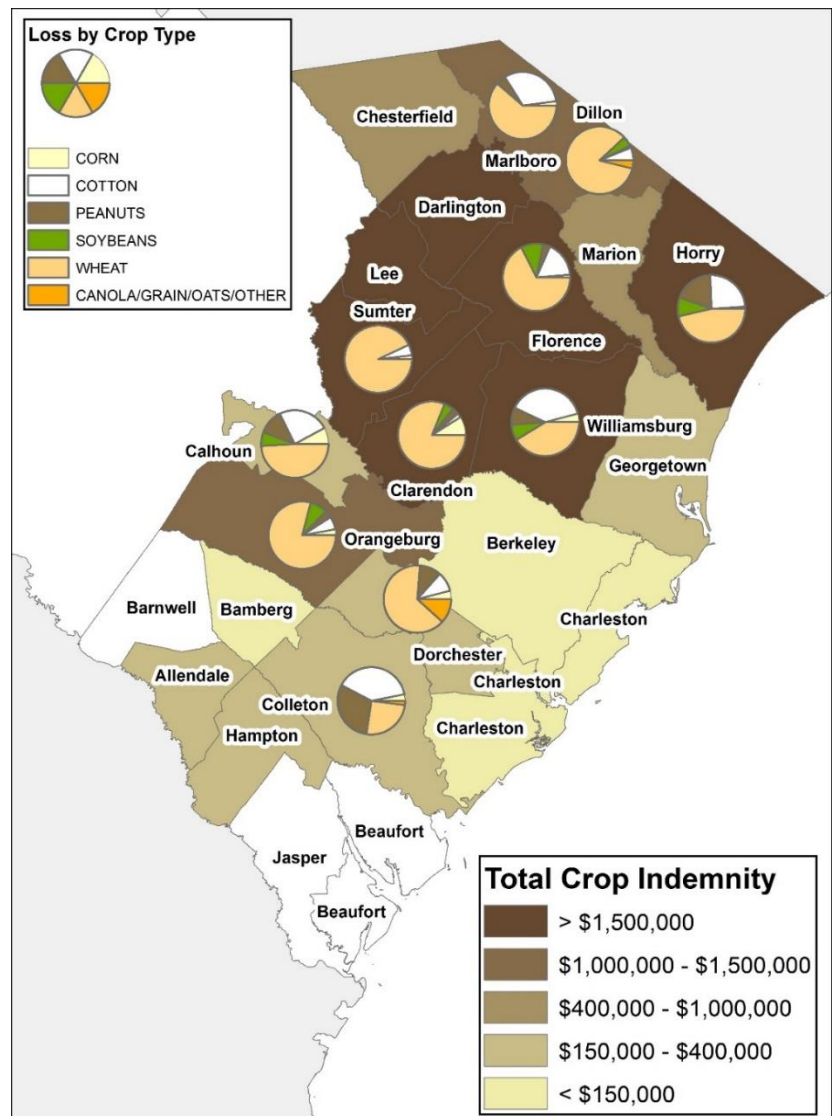 Loss by Crop Type
CORN
COTTON
PEANUTS
SOYBEANS
WHEAT
CANOLA/GRAIN/OATS/OTHER
Chesterfield
Dillon
Marlboro
Darlington
Marion
Horry
Lee
Sumter
Florence
Williamsburg
Calhoun
Georgetown
Clarendon
Orangeburg
Berkeley
Barnwell
Bamberg
Charleston
Dorchester
Allendale
Charleston
Colleton
Charleston
Hampton
Beaufort
Jasper
Beaufort
Total Crop Indemnity
> $1,500,000
$1,000,000 - $1,500,000
$400,000 - $1,000,000
$150,000 - $400,000
< $150,000